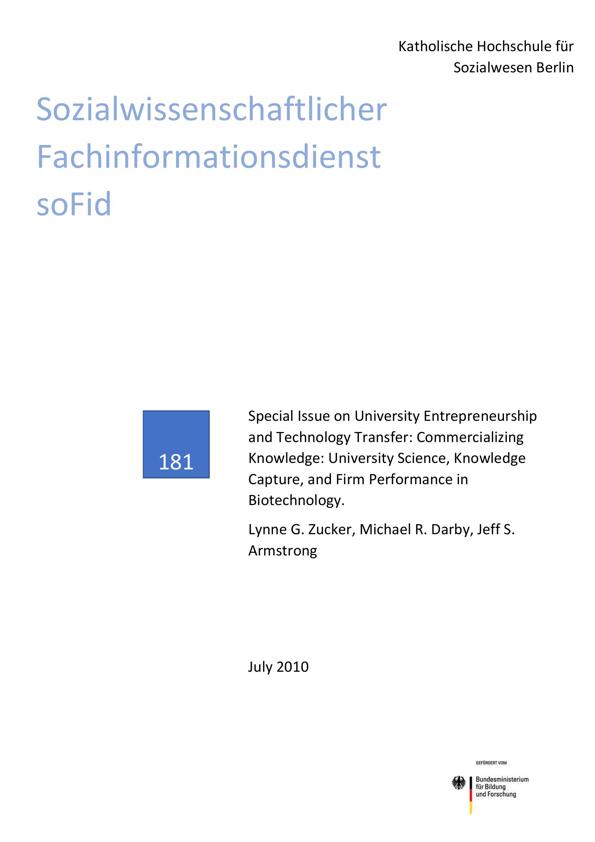 Katholische Hochschule für
Sozialwesen Berlin
Sozialwissenschaftlicher
Fachinformationsdienst
soFid
181
Special Issue on University Entrepreneurship
and Technology Transfer: Commercializing
Knowledge: University Science, Knowledge
Capture, and Firm Performance in
Biotechnology.
Lynne G. Zucker, Michael R. Darby, Jeff S.
Armstrong
July 2010
GEFÖRDERT VOM
Bundesministerium
für Bildung
und Forschung